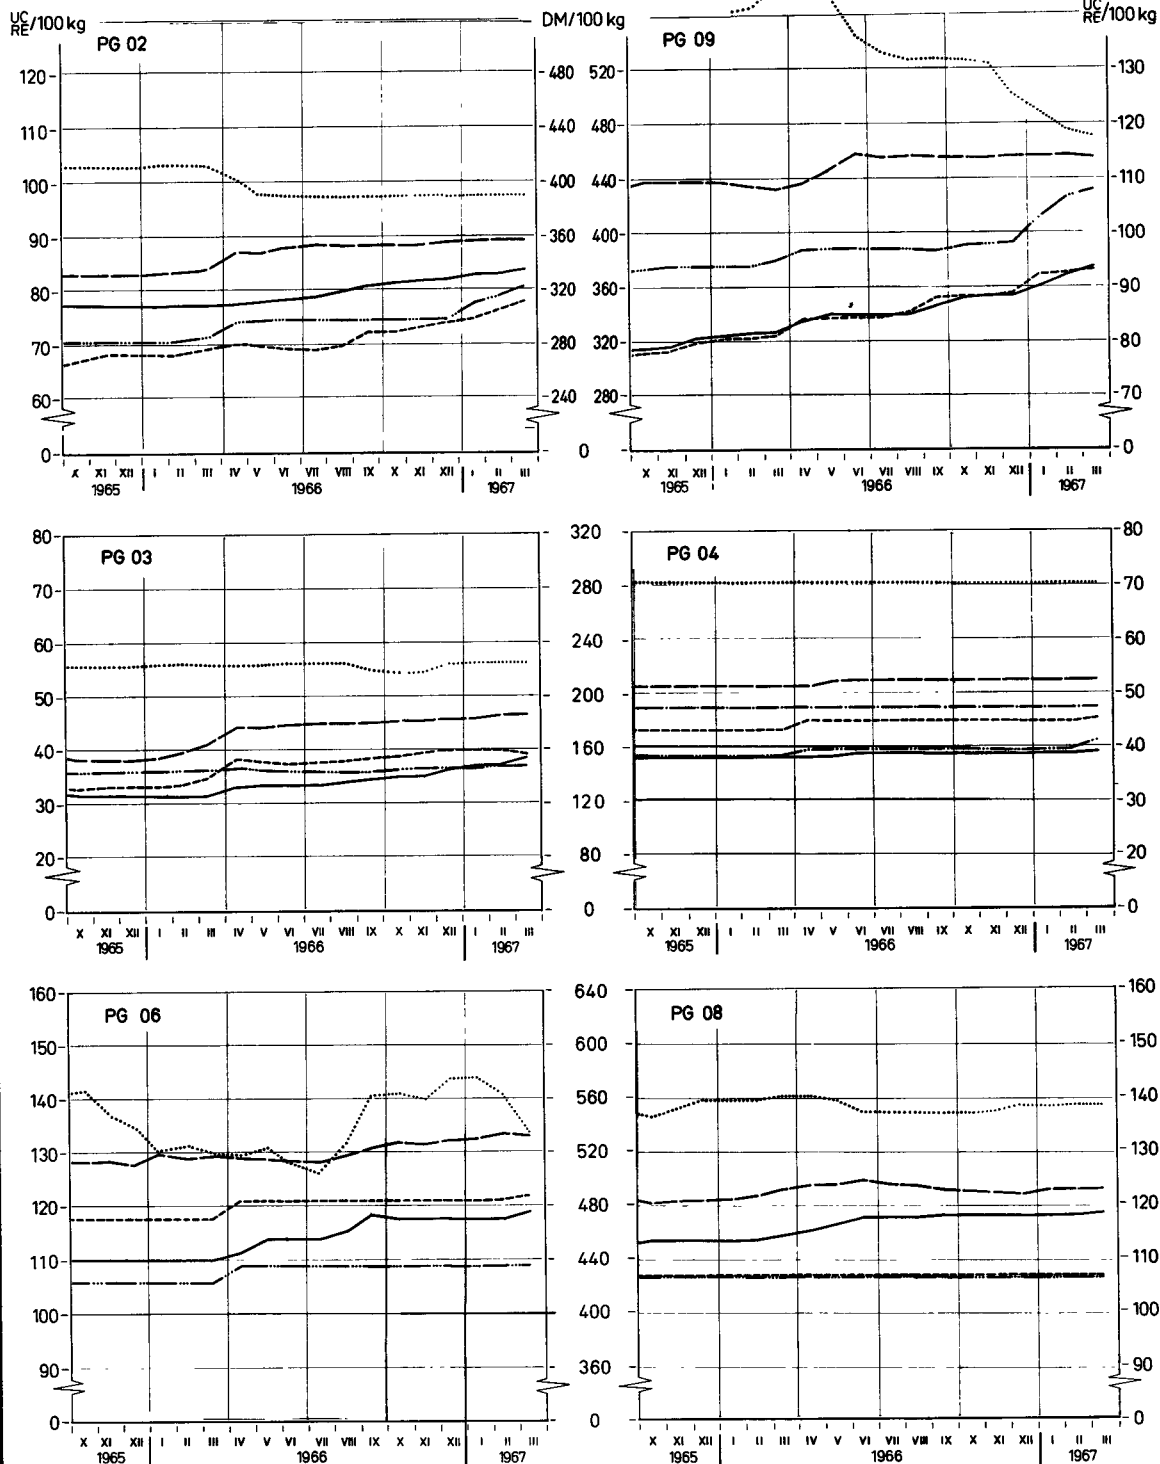 UC/RE/100 kg DM/100 kg UC/RE/100 kg
PG 02 PG 09
120- -480 520- -130
110- -440 480- -120
100- -400 440- -110
90- -360 400- -100
80- -320 360- -90
70- -280 320- -80
60- -240 280- -70
0- - 0 - -0
X XI XII I II III IV V VI VII VIII IX X XI XII I II III X XI XII I II III IV V VI VII VIII IX X XI XII I II III
1965 1966 1967 1965 1966 1967
80- 320 - -80
PG 03 PG 04
70- 280 - -70
60- 240 - -60
50- 200 - -50
40- 160 - -40
30- 120 - -30
20- 80 - -20
0- 0 - -0
X XI XII I II III IV V VI VII VIII IX X XI XII I II III X XI XII I II III IV V VI VII VIII IX X XI XII I II III
1965 1966 1967 1965 1966 1967
160- 640 - -160
PG 06 PG 08
150- 600 - -150
140- 560 - -140
130- 520 - -130
120- 480 - -120
110- 440 - -110
100- 400 - -100
90- 360 - -90
0- 0 - -0
X XI XII I II III IV V VI VII VIII IX X XI XII I II III X XI XII I II III IV V VI VII VIII IX X XI XII I II III
1965 1966 1967 1965 1966 1967